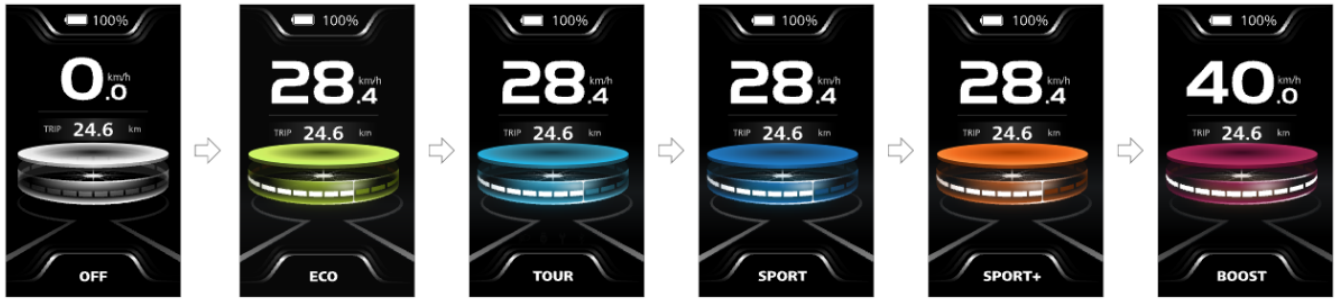 100%
0.0 km/h
TRIP 24.6 km
OFF
100%
28.4 km/h
TRIP 24.6 km
ECO
100%
28.4 km/h
TRIP 24.6 km
TOUR
100%
28.4 km/h
TRIP 24.6 km
SPORT
100%
28.4 km/h
TRIP 24.6 km
SPORT+
100%
40.0 km/h
TRIP 24.6 km
BOOST